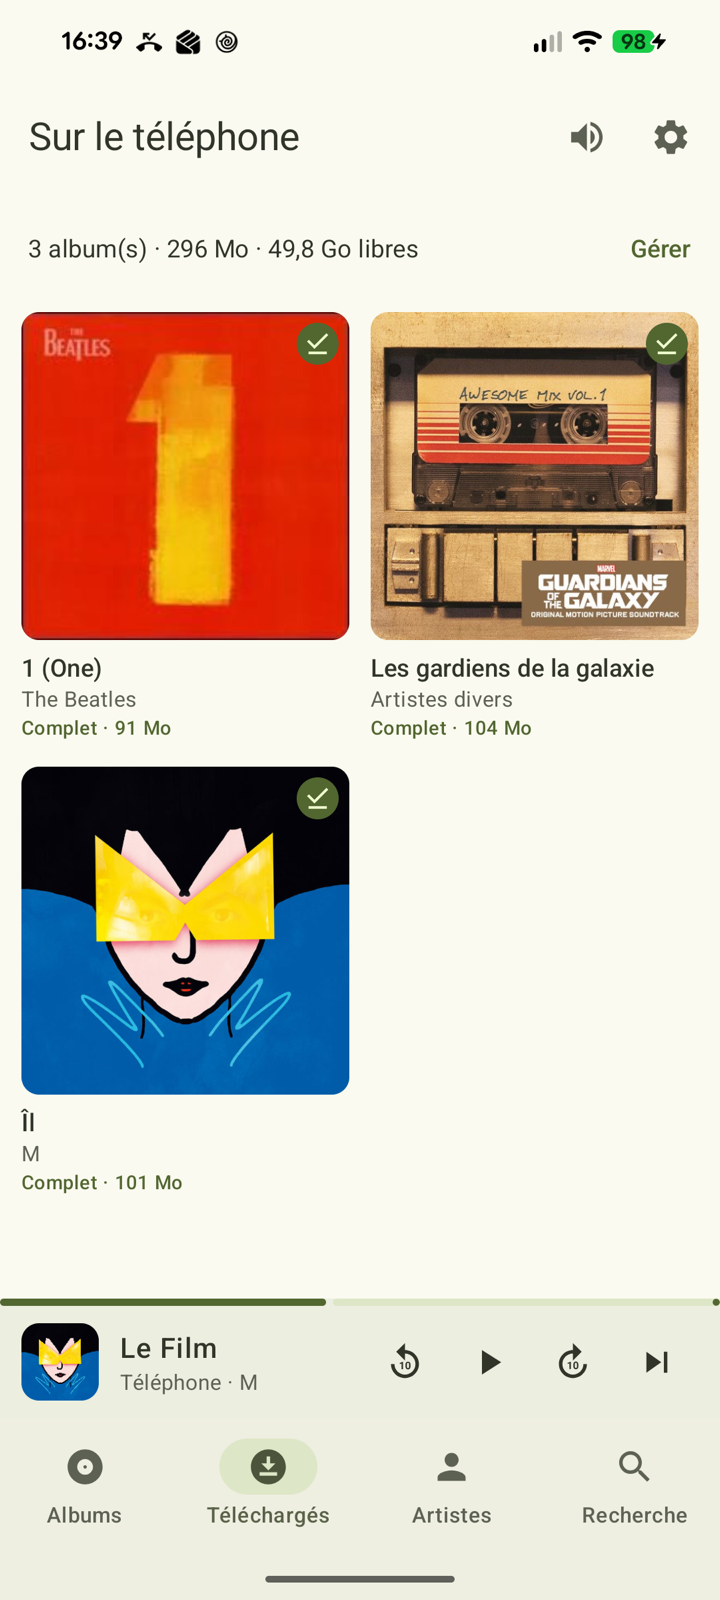 16:39
98
Sur le téléphone
3 album(s) · 296 Mo · 49,8 Go libres
Gérer
THE
BEATLES
1
AWESOME MIX VOL. 1
MARVEL
GUARDIANS
OF THE GALAXY
ORIGINAL MOTION PICTURE SOUNDTRACK
1 (One)
The Beatles
Complet · 91 Mo
Les gardiens de la galaxie
Artistes divers
Complet · 104 Mo
Îl
M
Complet · 101 Mo
Le Film
Téléphone · M
10
10
Albums
Téléchargés
Artistes
Recherche